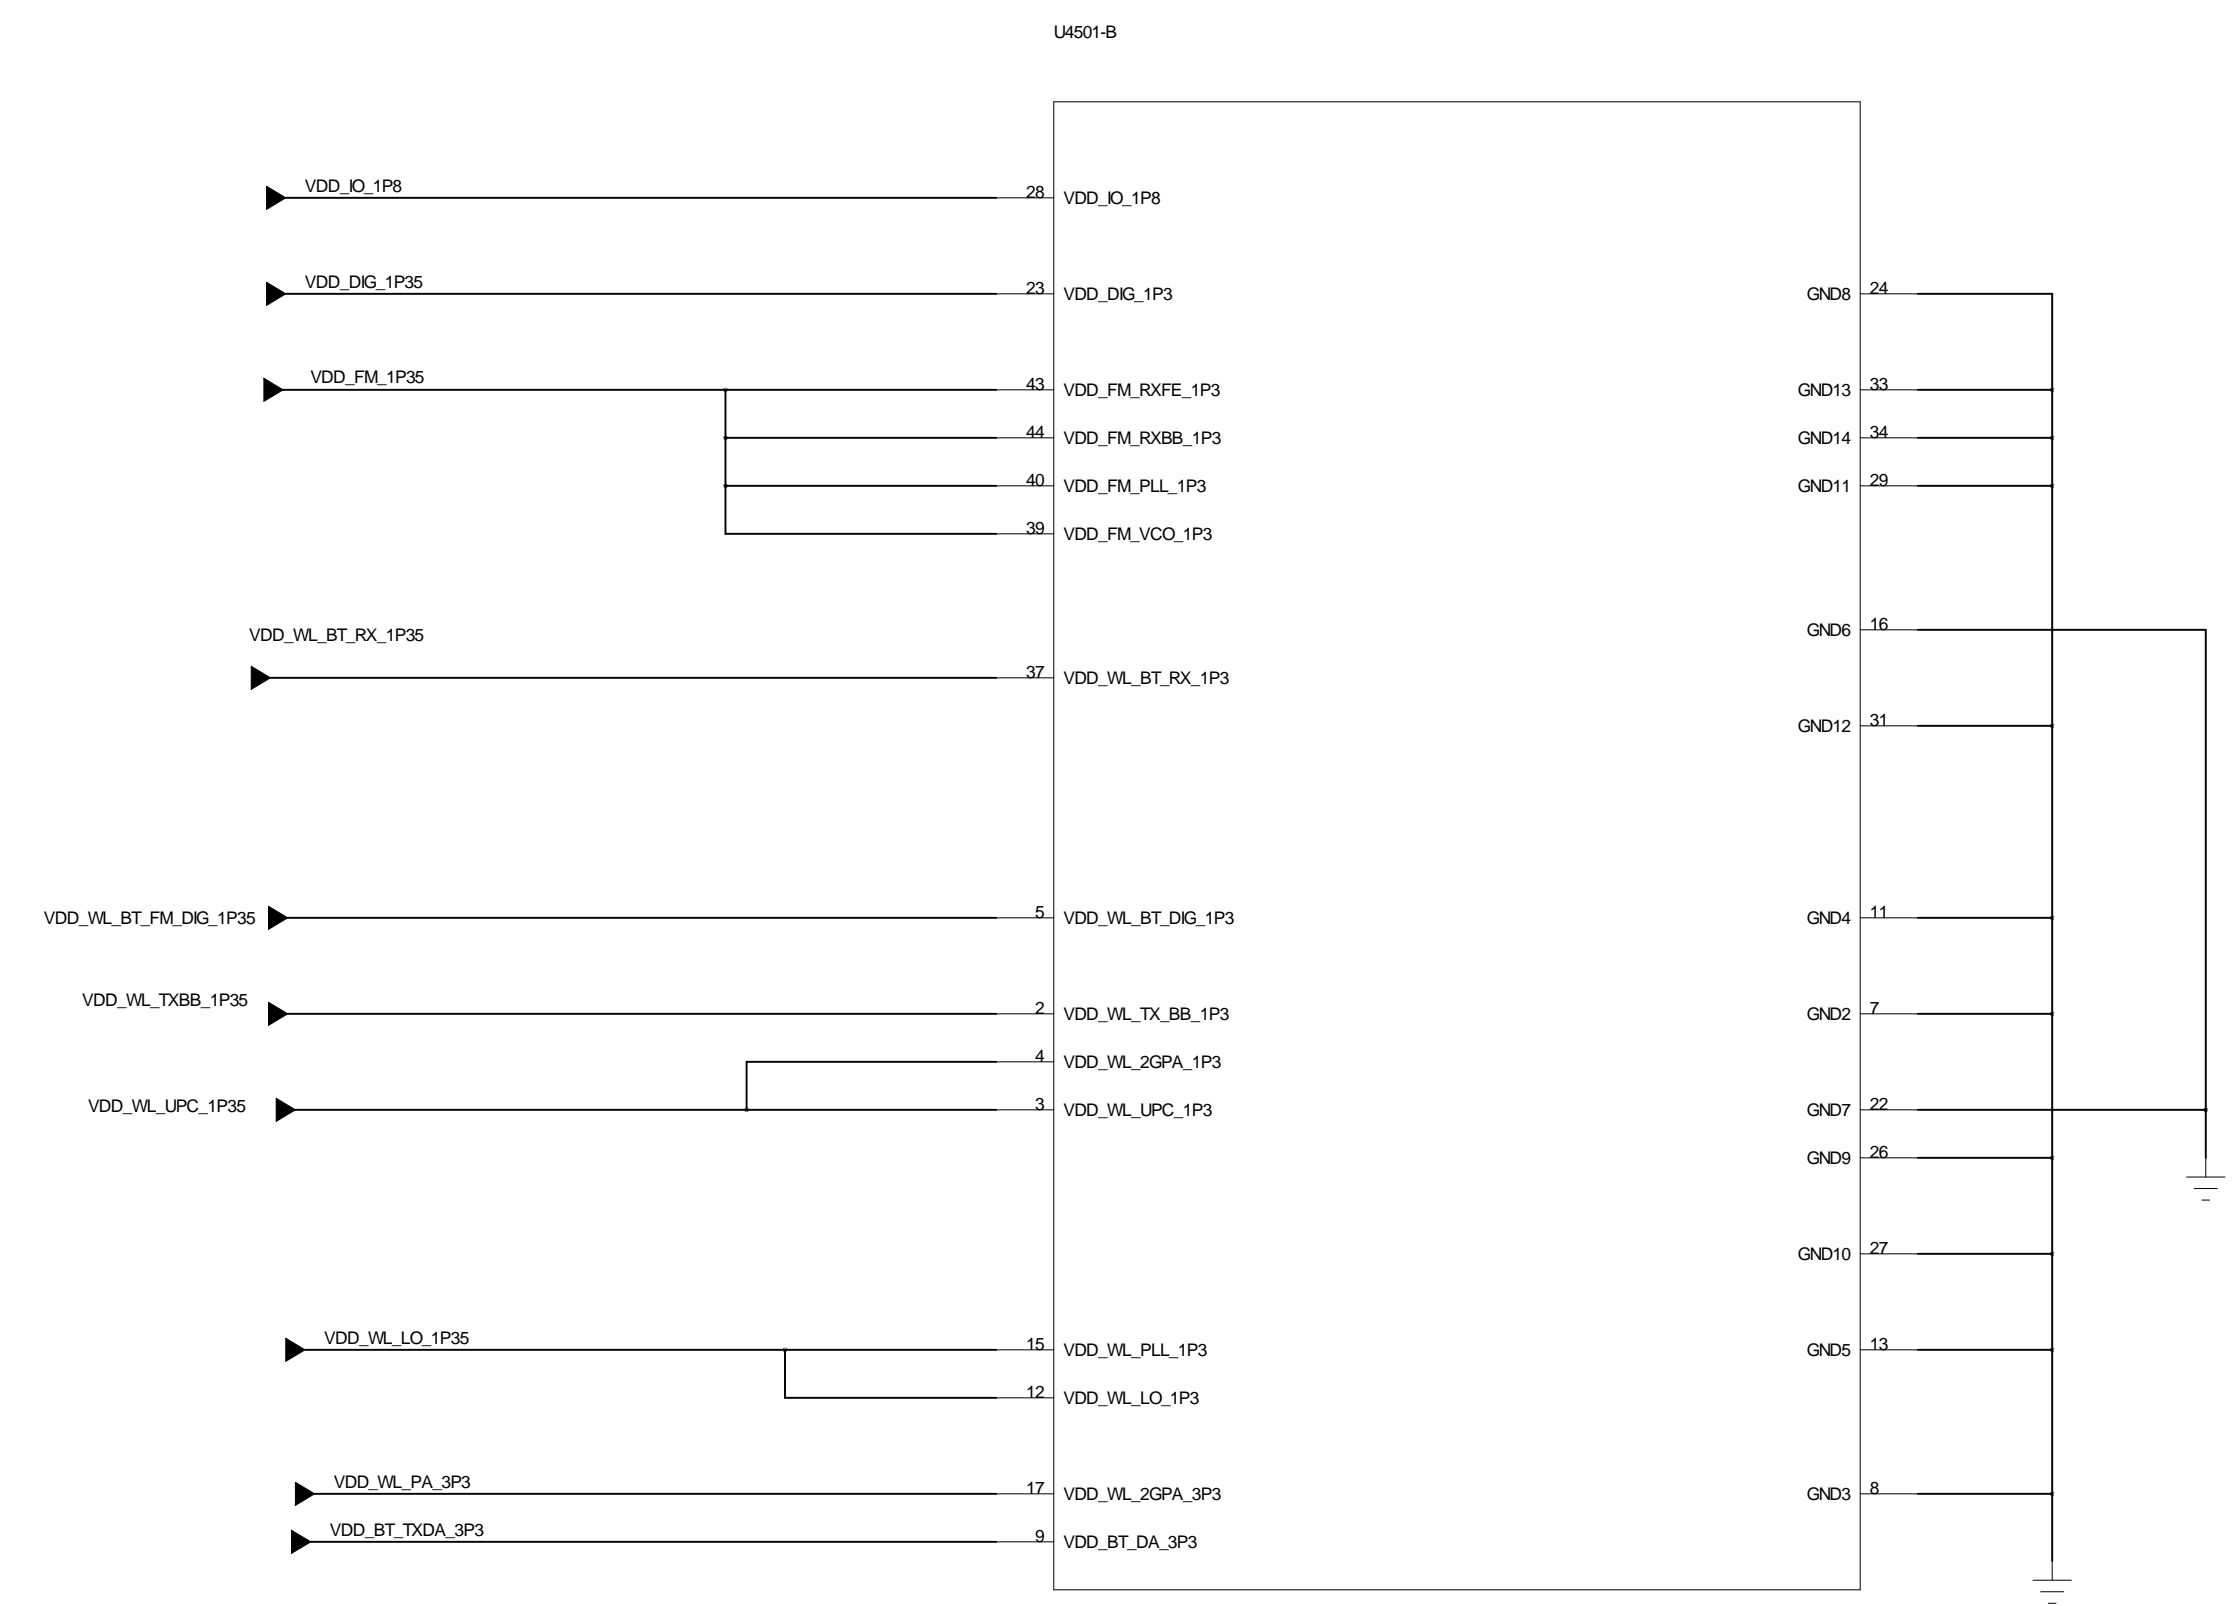 U4501-B
VDD_IO_1P8
28 VDD_IO_1P8
VDD_DIG_1P35
23 VDD_DIG_1P3
GND8 24
VDD_FM_1P35
43 VDD_FM_RXFE_1P3
GND13 33
44 VDD_FM_RXBB_1P3
GND14 34
40 VDD_FM_PLL_1P3
GND11 29
39 VDD_FM_VCO_1P3
VDD_WL_BT_RX_1P35
GND6 16
37 VDD_WL_BT_RX_1P3
GND12 31
VDD_WL_BT_FM_DIG_1P35
5 VDD_WL_BT_DIG_1P3
GND4 11
VDD_WL_TXBB_1P35
2 VDD_WL_TX_BB_1P3
GND2 7
4 VDD_WL_2GPA_1P3
VDD_WL_UPC_1P35
3 VDD_WL_UPC_1P3
GND7 22
GND9 26
GND10 27
VDD_WL_LO_1P35
15 VDD_WL_PLL_1P3
GND5 13
12 VDD_WL_LO_1P3
VDD_WL_PA_3P3
17 VDD_WL_2GPA_3P3
GND3 8
VDD_BT_TXDA_3P3
9 VDD_BT_DA_3P3